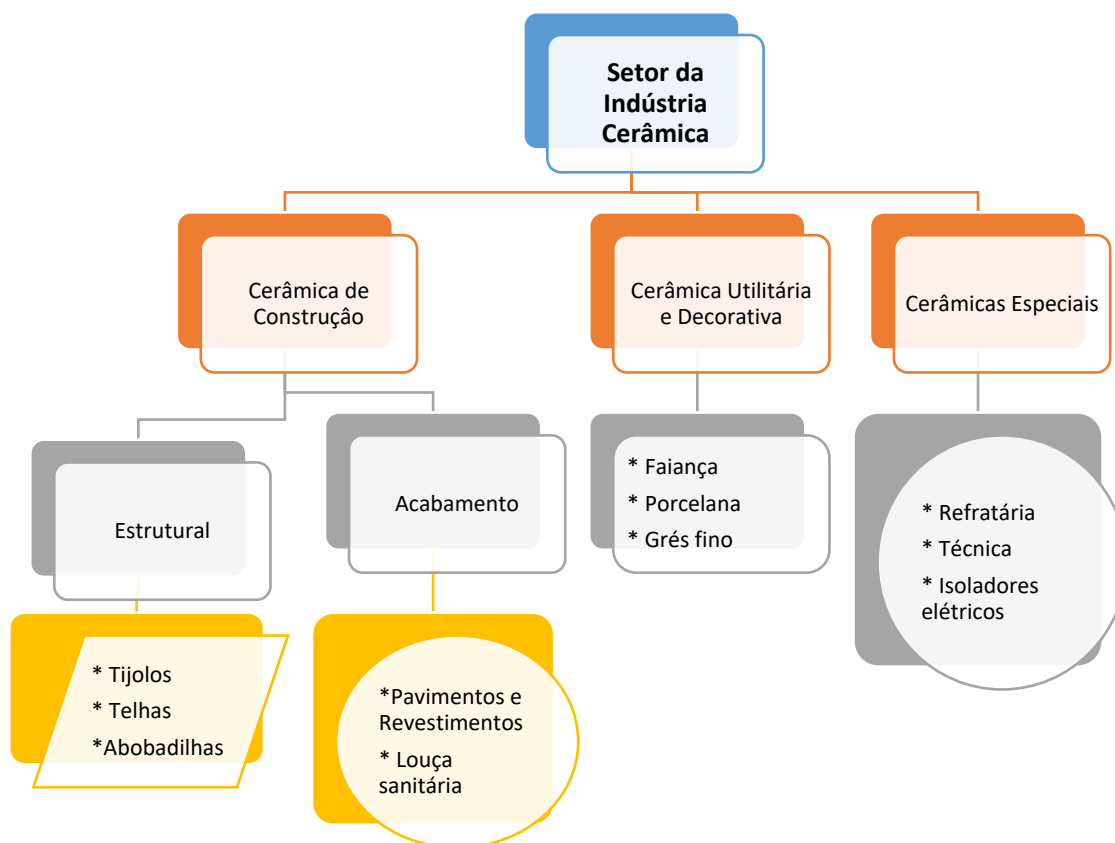 Setor da
Indústria
Cerâmica
Cerâmica de
Construçâo
Cerâmica Utilitária
e Decorativa
Cerâmicas Especiais
Estrutural
Acabamento
* Faiança
* Porcelana
* Grés fino
* Refratária
* Técnica
* Isoladores
elétricos
* Tijolos
* Telhas
*Abobadilhas
*Pavimentos e
Revestimentos
* Louça
sanitária